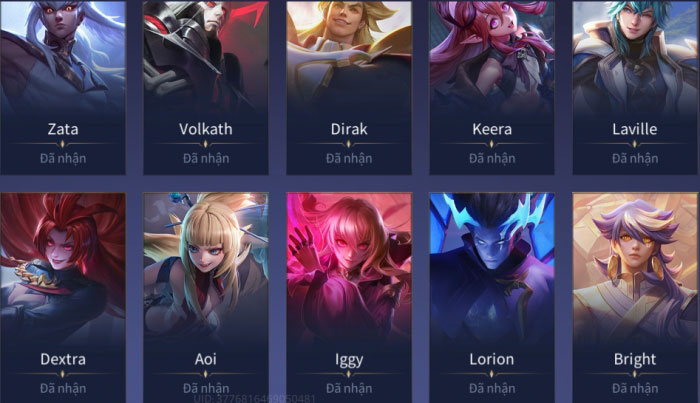 Zata Volkath Dirak Keera Laville
Đã nhận Đã nhận Đã nhận Đã nhận Đã nhận
Dextra Aoi Iggy Lorion Bright
Đã nhận Đã nhận Đã nhận Đã nhận Đã nhận
UID: 3776816469050481